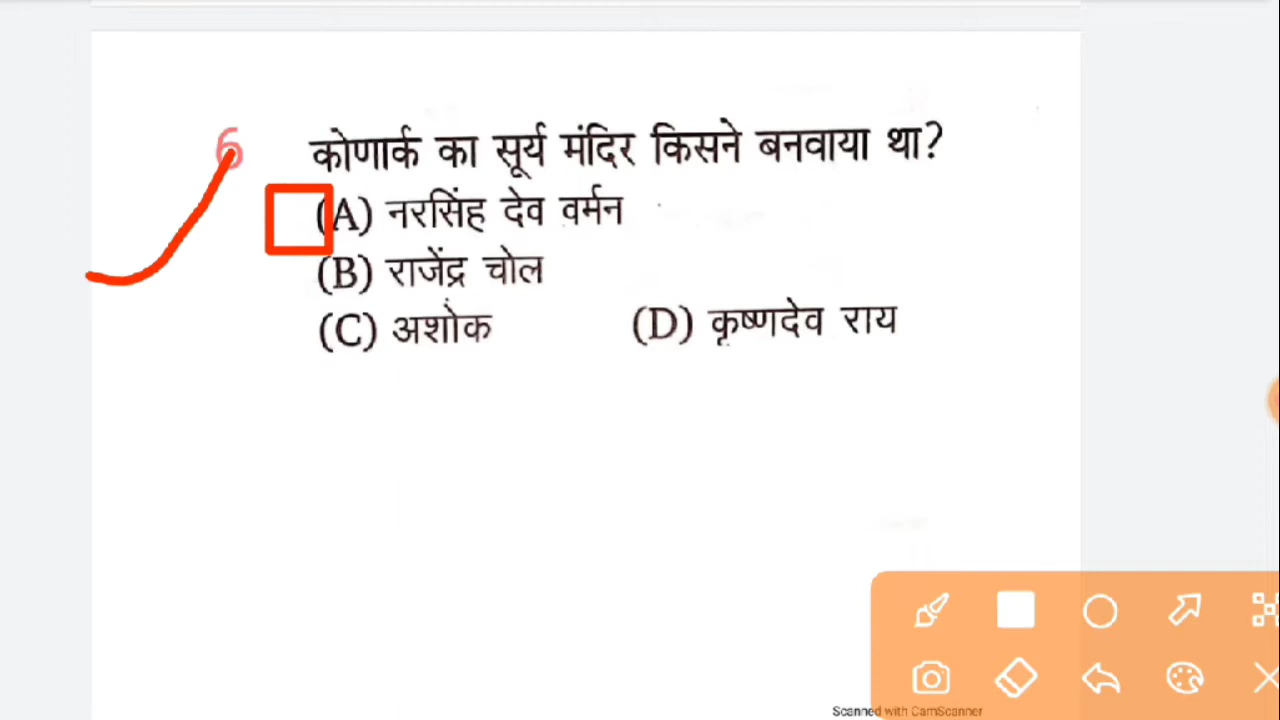 6 कोणार्क का सूर्य मंदिर किसने बनवाया था?
(A) नरसिंह देव वर्मन
(B) राजेंद्र चोल
(C) अशोक (D) कृष्णदेव राय
Scanned with CamScanner